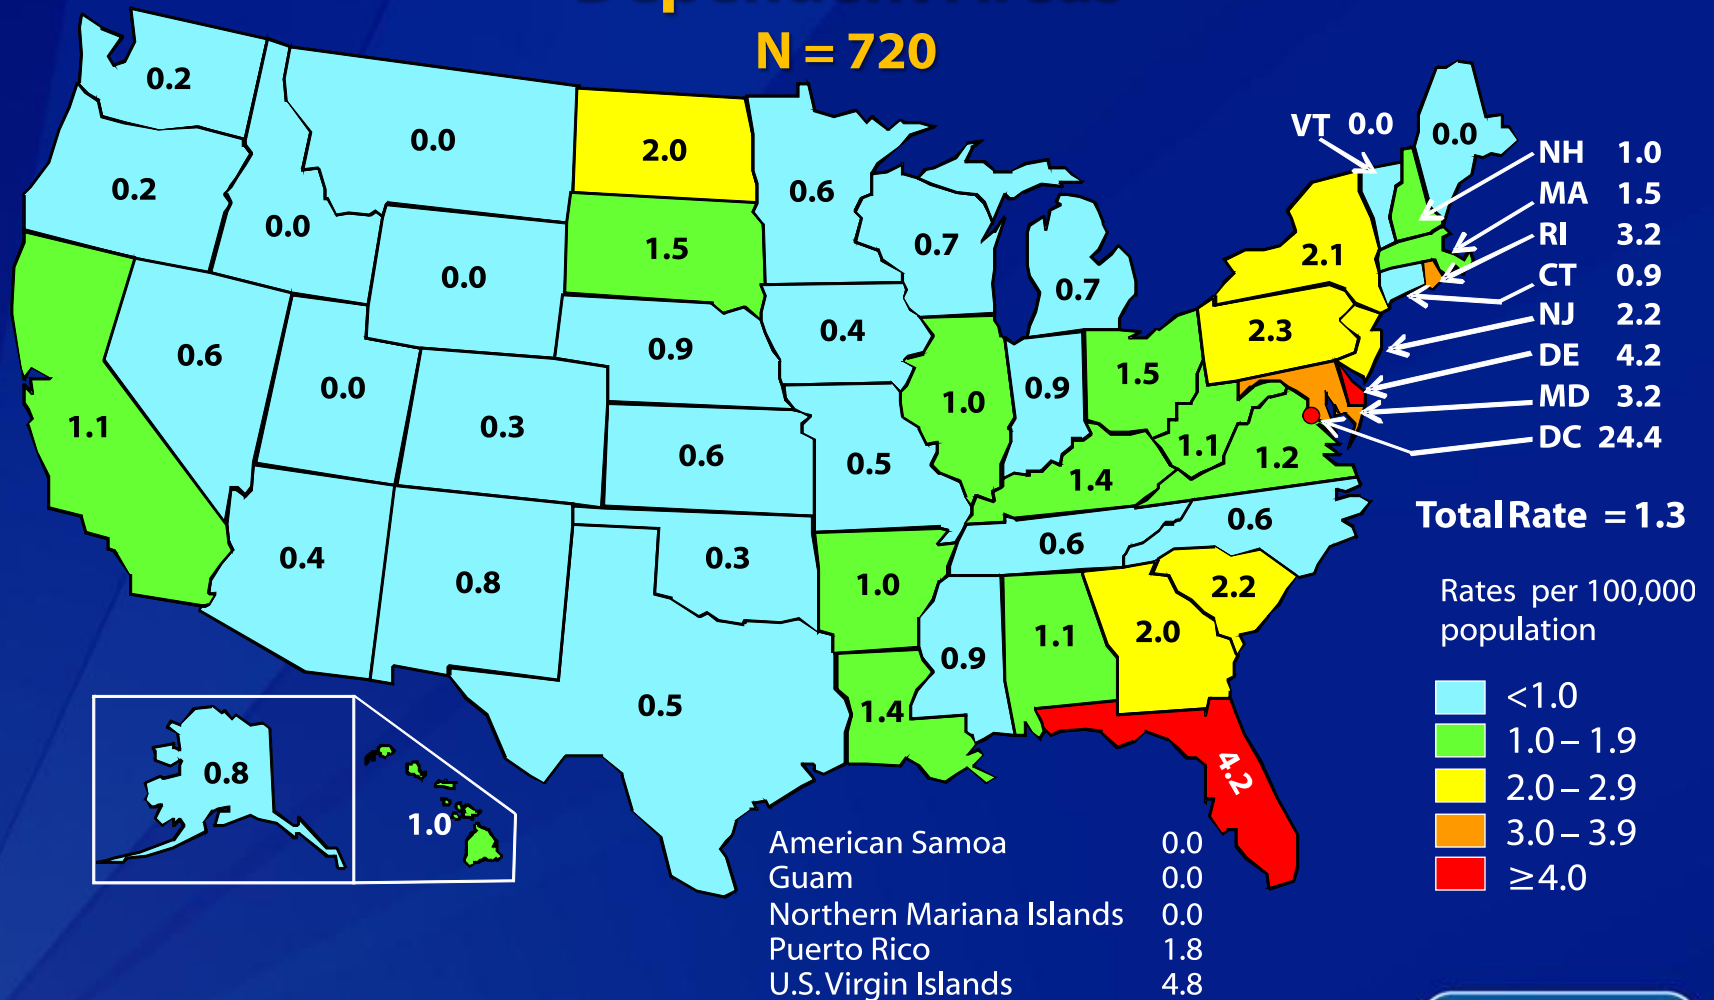 Dependent Areas
N = 720
0.2
0.0
2.0
0.6
VT 0.0
0.0
NH 1.0
MA 1.5
RI 3.2
CT 0.9
NJ 2.2
DE 4.2
MD 3.2
DC 24.4
0.2
0.0
0.0
1.5
0.7
0.7
2.1
0.6
0.0
0.9
0.4
2.3
1.1
0.3
0.6
0.5
1.0
0.9
1.5
1.4
1.1
1.2
0.4
0.8
0.3
1.0
0.6
0.6
2.2
0.5
1.4
0.9
1.1
2.0
4.2
Total Rate = 1.3
Rates per 100,000
population
<1.0
1.0 – 1.9
2.0 – 2.9
3.0 – 3.9
≥4.0
0.8
1.0
American Samoa 0.0
Guam 0.0
Northern Mariana Islands 0.0
Puerto Rico 1.8
U.S. Virgin Islands 4.8